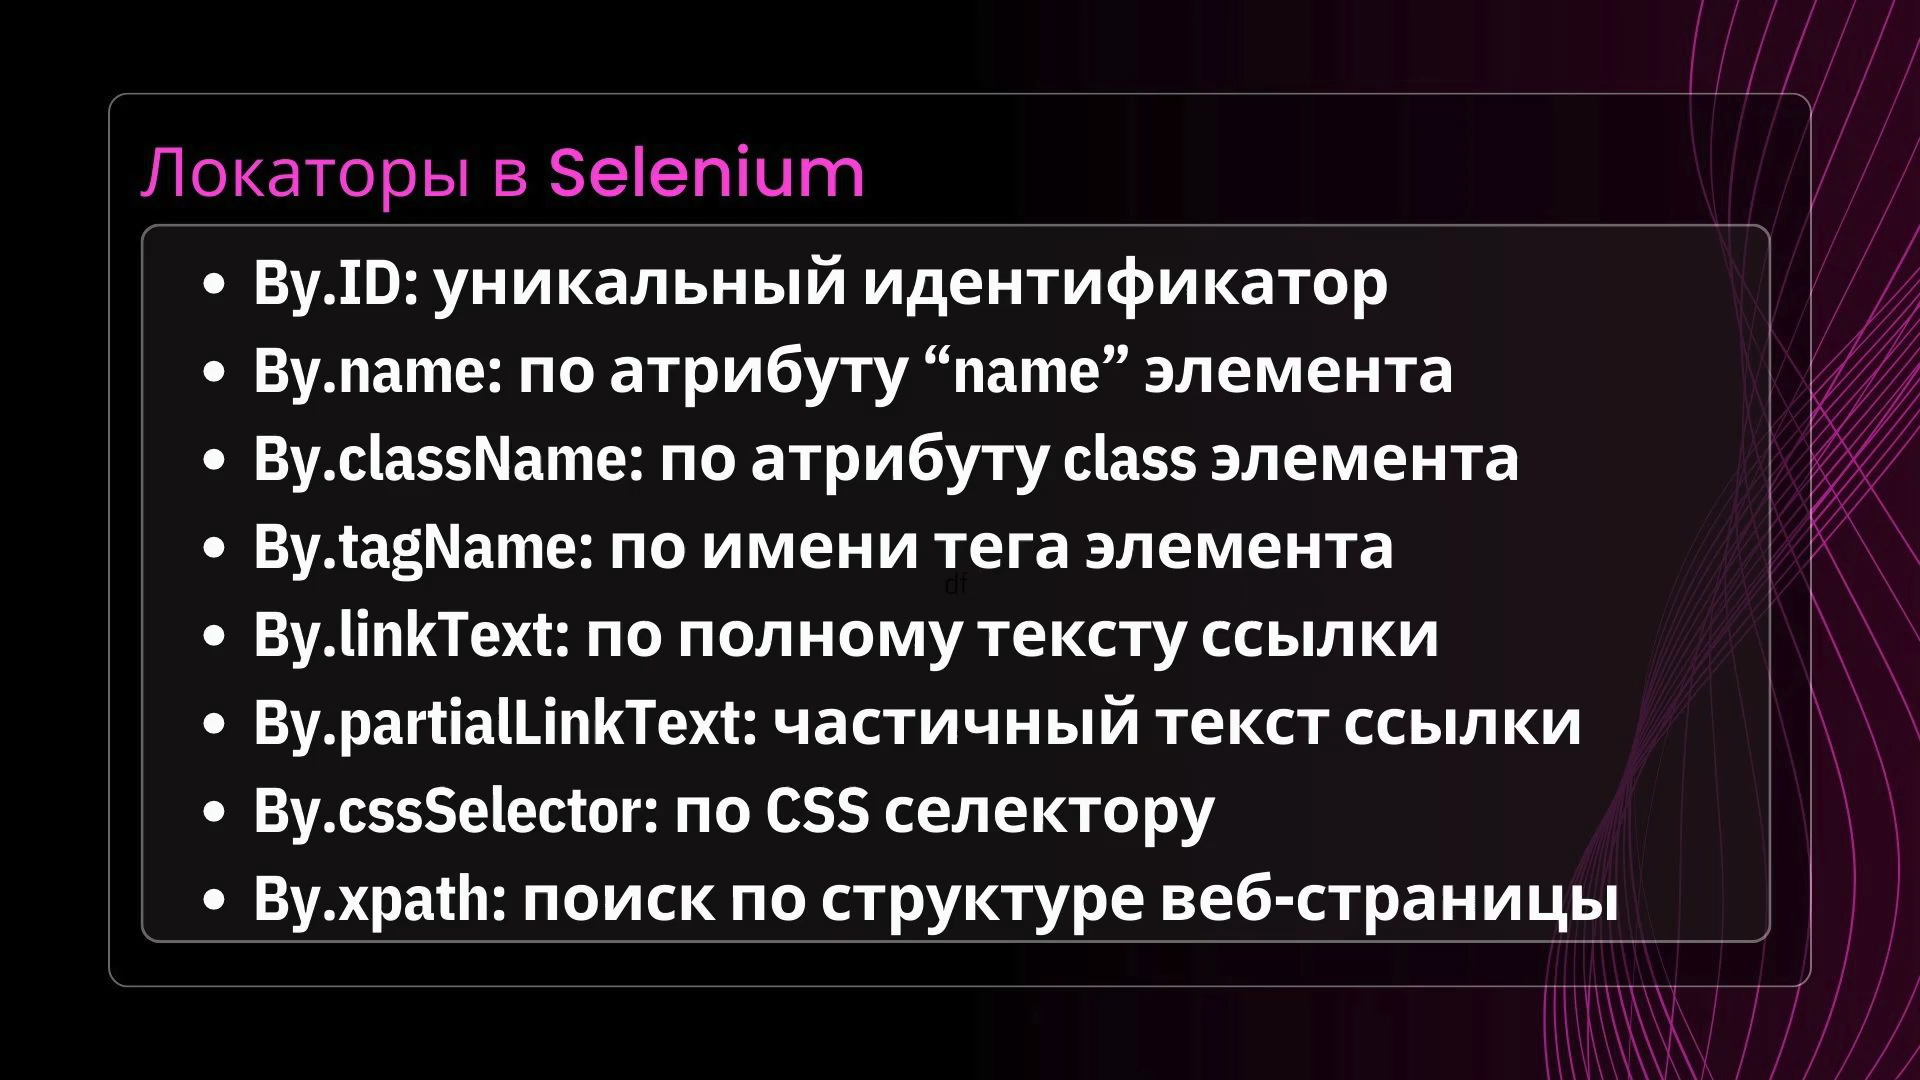 Локаторы в Selenium
• By.ID: уникальный идентификатор
• By.name: по атрибуту “name” элемента
• By.className: по атрибуту class элемента
• By.tagName: по имени тега элемента
df
• By.linkText: по полному тексту ссылки
• By.partialLinkText: частичный текст ссылки
• By.cssSelector: по CSS селектору
• By.xpath: поиск по структуре веб-страницы